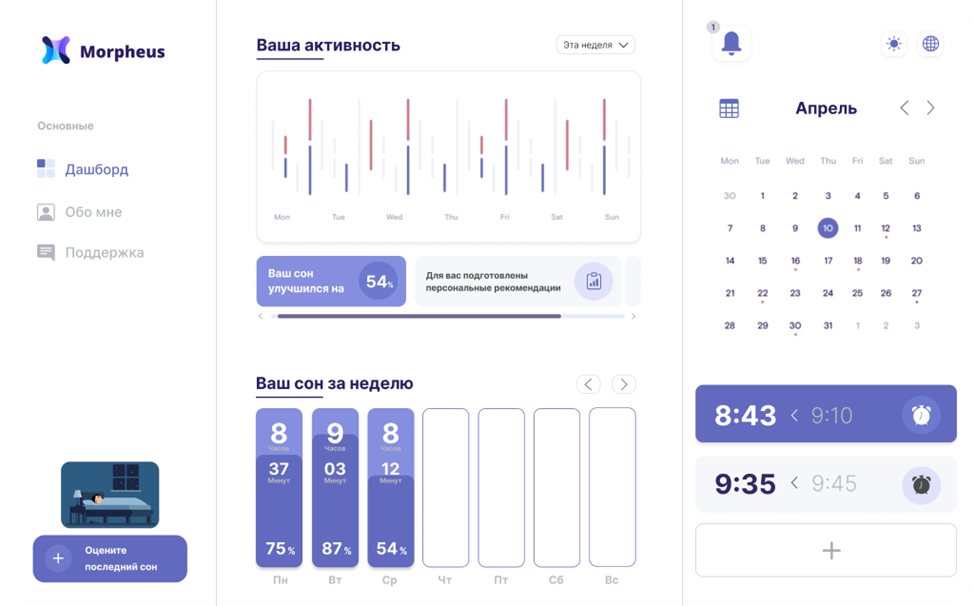 Morpheus
Основные
Дашборд
Обо мне
Поддержка
Оцените
последний сон
Ваша активность
Эта неделя
Mon Tue Wed Thu Fri Sat Sun
Ваш сон
улучшился на
54%
Для вас подготовлены
персональные рекомендации
Ваш сон за неделю
8 9 8
Часов Часов Часов
37 03 12
Минут Минут Минут
75% 87% 54%
Пн Вт Ср Чт Пт Сб Вс
1
Апрель
Mon Tue Wed Thu Fri Sat Sun
30 1 2 3 4 5 6
7 8 9 10 11 12 13
14 15 16 17 18 19 20
21 22 23 24 25 26 27
28 29 30 31 1 2 3
8:43 < 9:10
9:35 < 9:45